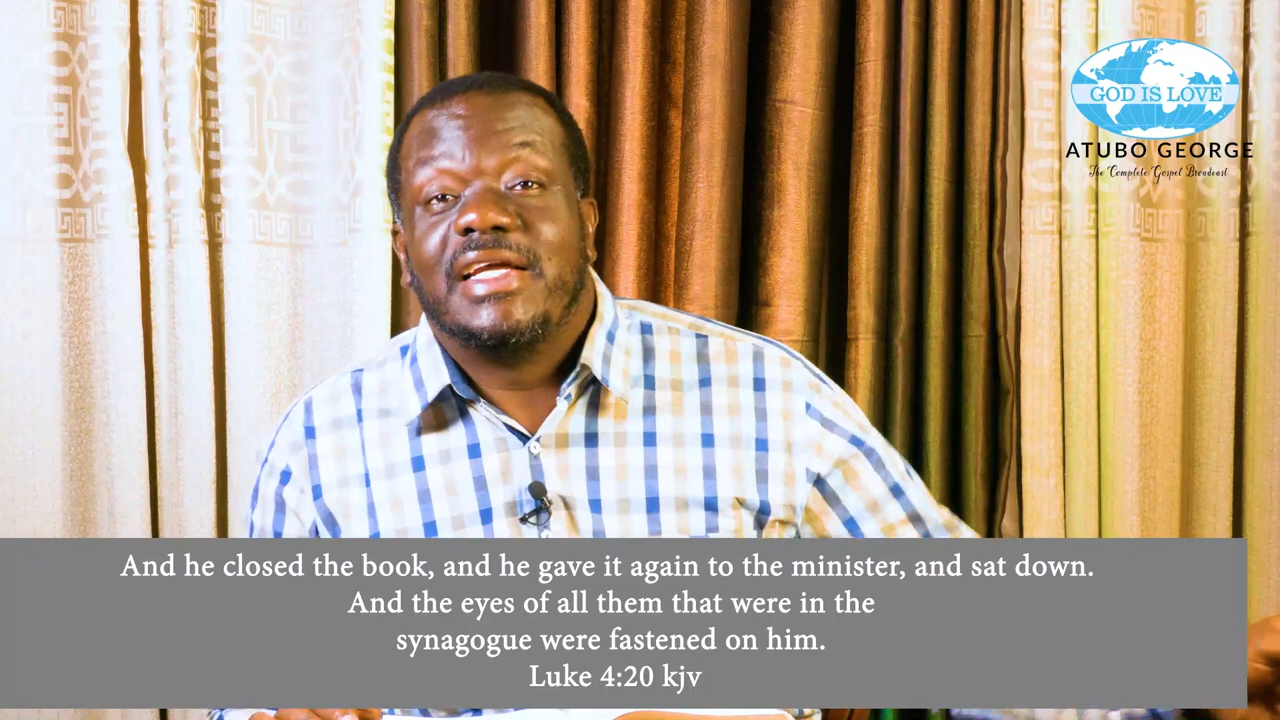 GOD IS LOVE
ATUBO GEORGE
The Complete Gospel Broadcast
And he closed the book, and he gave it again to the minister, and sat down.
And the eyes of all them that were in the
synagogue were fastened on him.
Luke 4:20 kjv